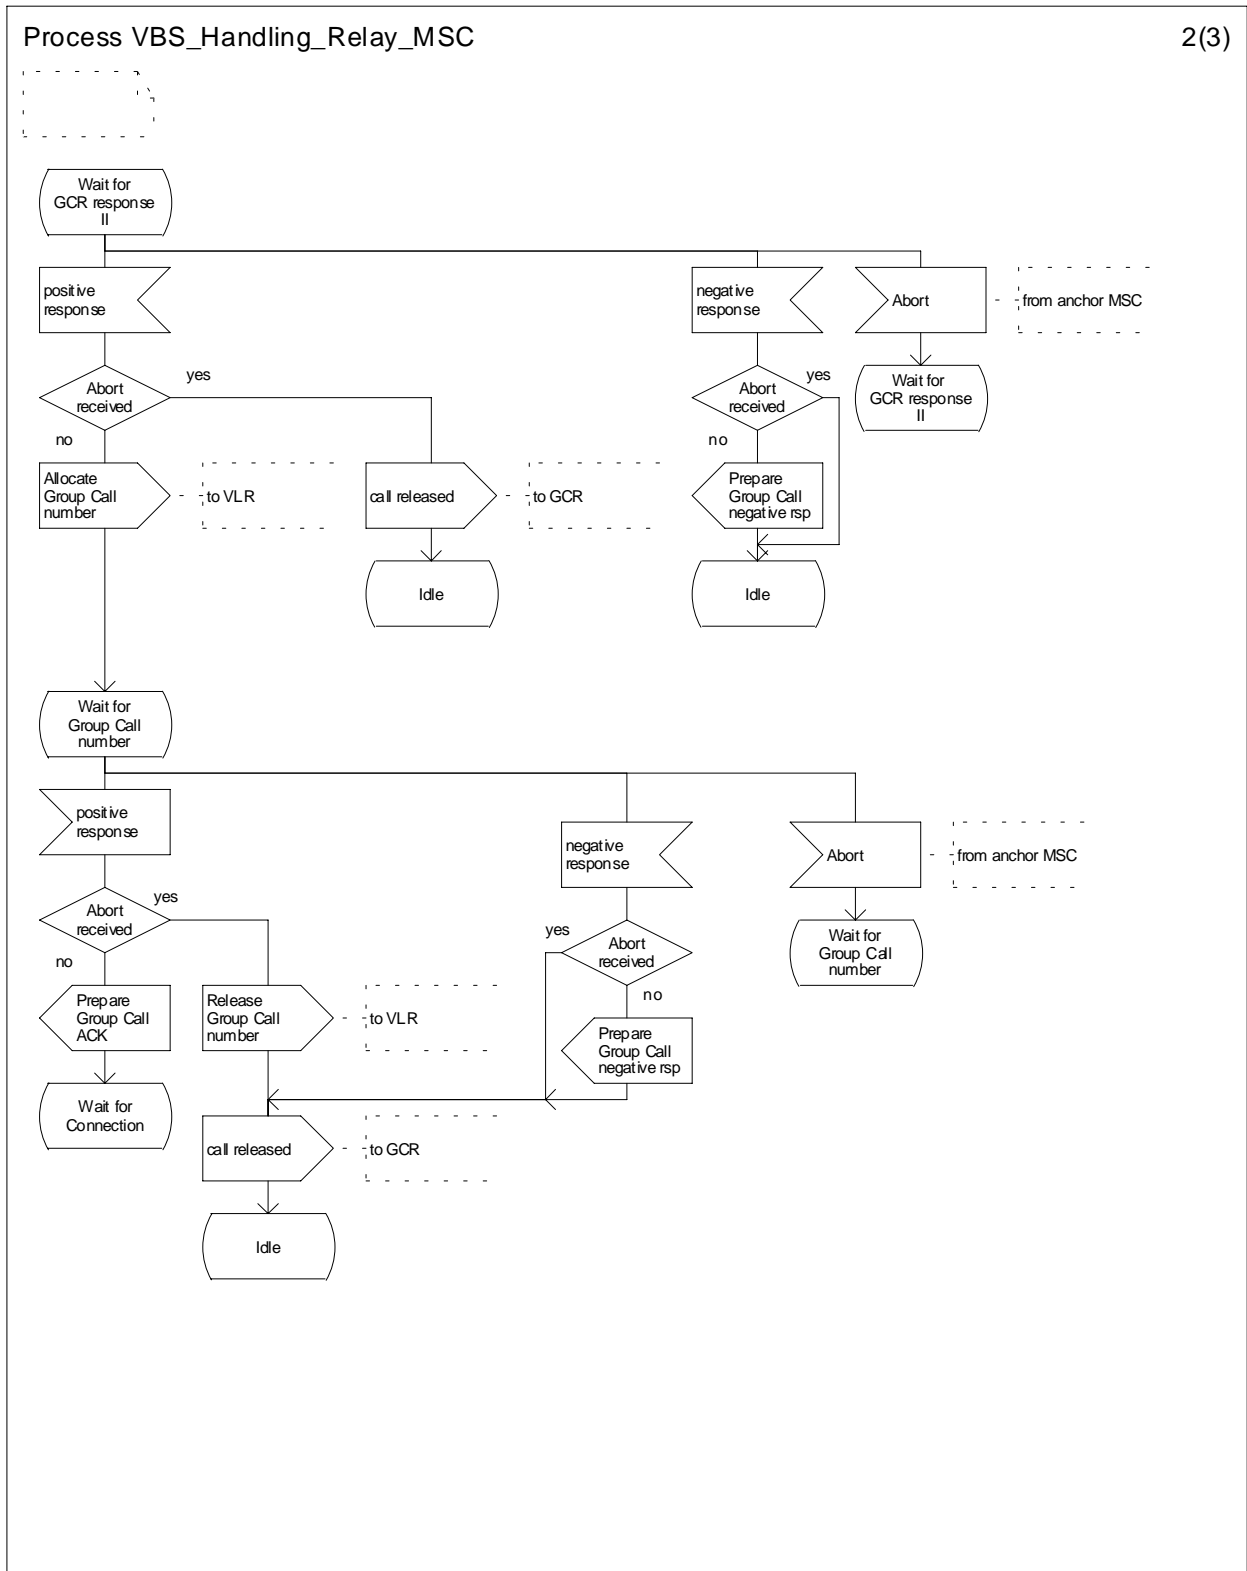 Process VBS_Handling_Relay_MSC
2(3)
Wait for
GCR response
II
positive
response
negative
response
Abort
from anchor MSC
Abort
received
yes
no
Abort
received
yes
no
Wait for
GCR response
II
Allocate
Group Call
number
to VLR
call released
to GCR
Prepare
Group Call
negative rsp
Idle
Idle
Wait for
Group Call
number
positive
response
negative
response
Abort
from anchor MSC
Abort
received
yes
no
Abort
received
yes
no
Wait for
Group Call
number
Prepare
Group Call
ACK
Release
Group Call
number
to VLR
Prepare
Group Call
negative rsp
Wait for
Connection
call released
to GCR
Idle